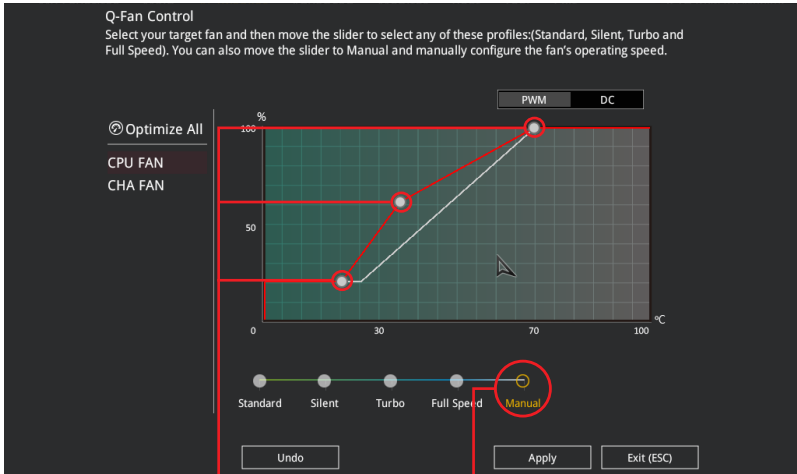 Q-Fan Control
Select your target fan and then move the slider to select any of these profiles:(Standard, Silent, Turbo and
Full Speed). You can also move the slider to Manual and manually configure the fan's operating speed.
PWM DC
Optimize All
CPU FAN
CHA FAN
%
100
50
0 30 70 100
ºC
Standard Silent Turbo Full Speed Manual
Undo Apply Exit (ESC)